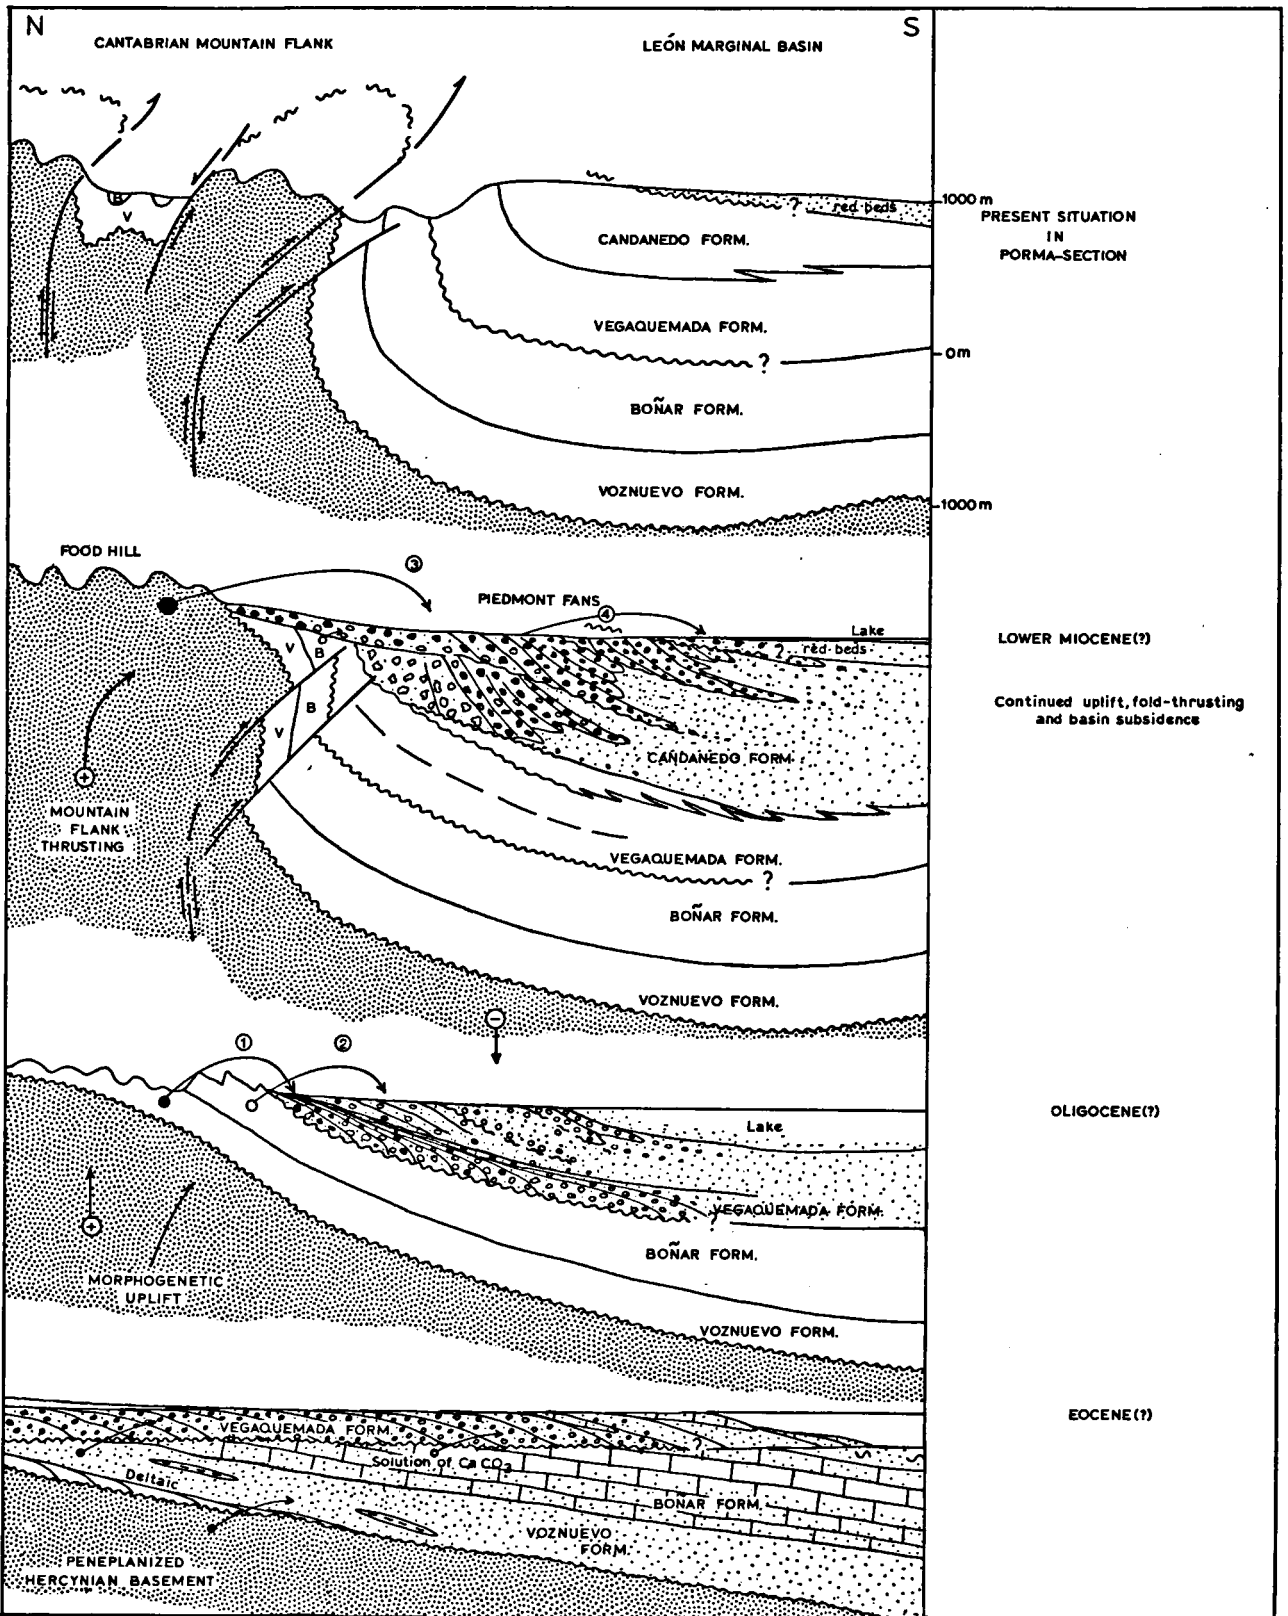 N
S
CANTABRIAN MOUNTAIN FLANK
LEÓN MARGINAL BASIN
B
V
1000 m
? red-beds
PRESENT SITUATION
IN
PORMA-SECTION
CANDANEDO FORM.
VEGAQUEMADA FORM.
?
0m
BOÑAR FORM.
VOZNUEVO FORM.
1000 m
FOOD HILL
③
PIEDMONT FANS
④
Lake
LOWER MIOCENE(?)
V
B
? red-beds
Continued uplift, fold-thrusting
and basin subsidence
B
V
CANDANEDO FORM.
+
MOUNTAIN
FLANK
THRUSTING
VEGAQUEMADA FORM.
?
BOÑAR FORM.
VOZNUEVO FORM.
−
①
②
OLIGOCENE(?)
Lake
VEGAQUEMADA FORM.
?
+
BOÑAR FORM.
MORPHOGENETIC
UPLIFT
VOZNUEVO FORM.
EOCENE(?)
VEGAQUEMADA FORM.
?
Solution of CaCO3
Deltaic
BOÑAR FORM.
VOZNUEVO
FORM.
PENEPLANIZED
HERCYNIAN BASEMENT